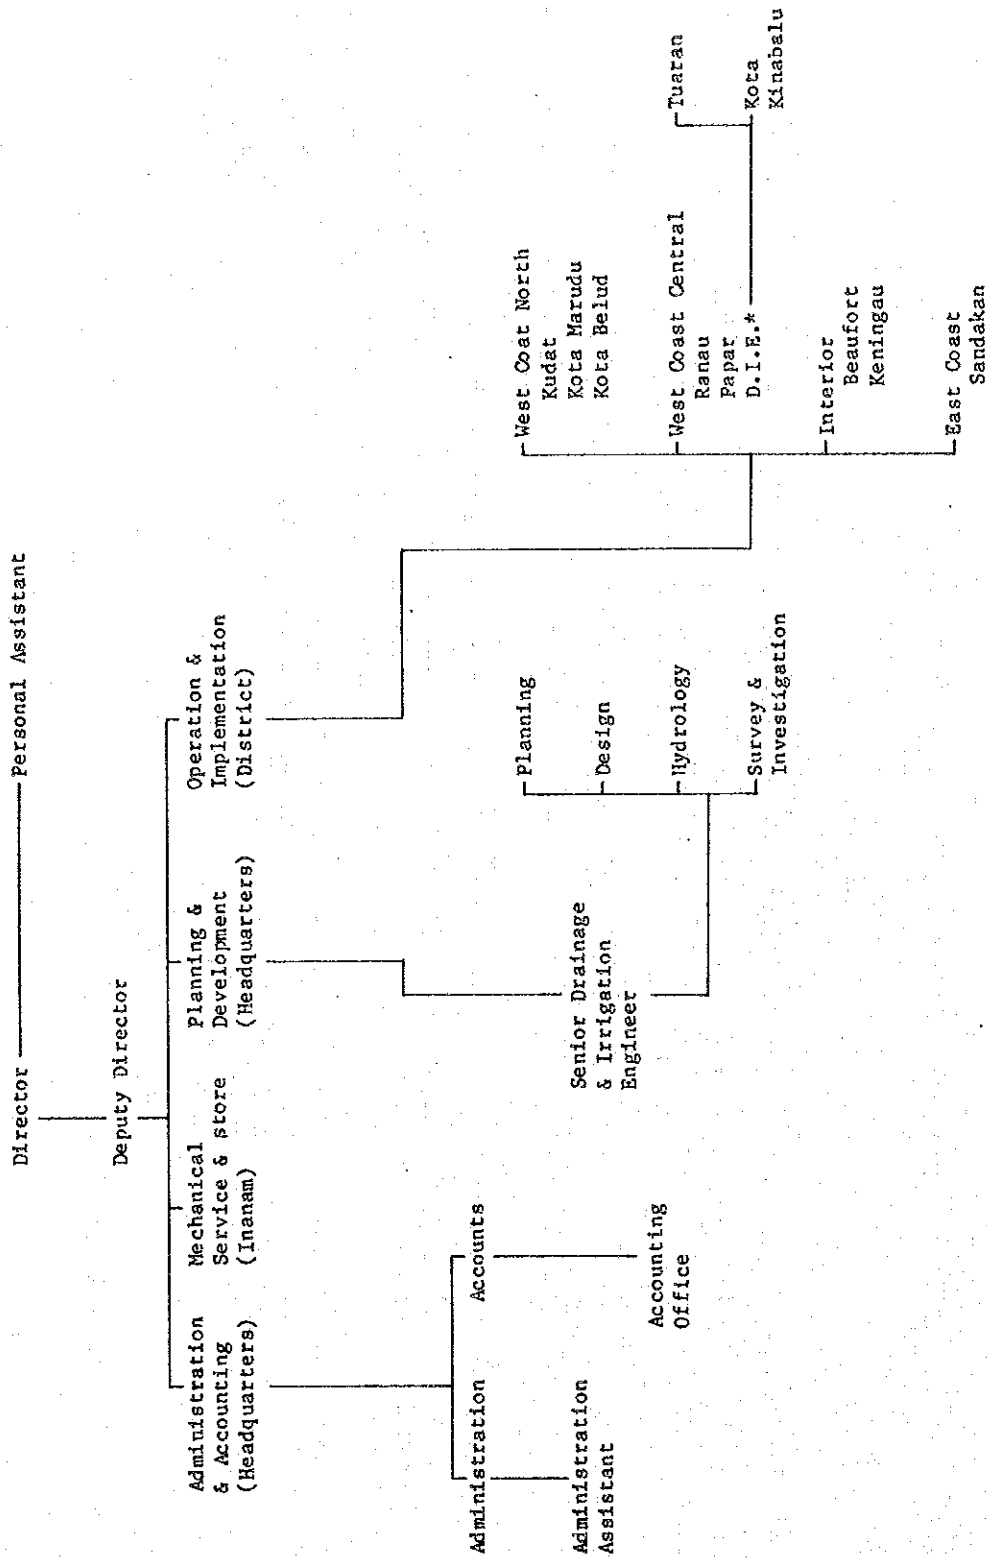 Director
Personal Assistant
Deputy Director
Administration
& Accounting
(Headquarters)
Mechanical
Service & store
(Inanam)
Planning &
Development
(Headquarters)
Operation &
Implementation
(District)
Administration
Accounts
Administration
Assistant
Accounting
Office
Senior Drainage
& Irrigation
Engineer
Planning
Design
Hydrology
Survey &
Investigation
West Coat North
Kudat
Kota Marudu
Kota Belud
West Coast Central
Ranau
Papar
D.I.E.*
Interior
Beaufort
Keningau
East Coast
Sandakan
Tuaran
Kota
Kinabalu